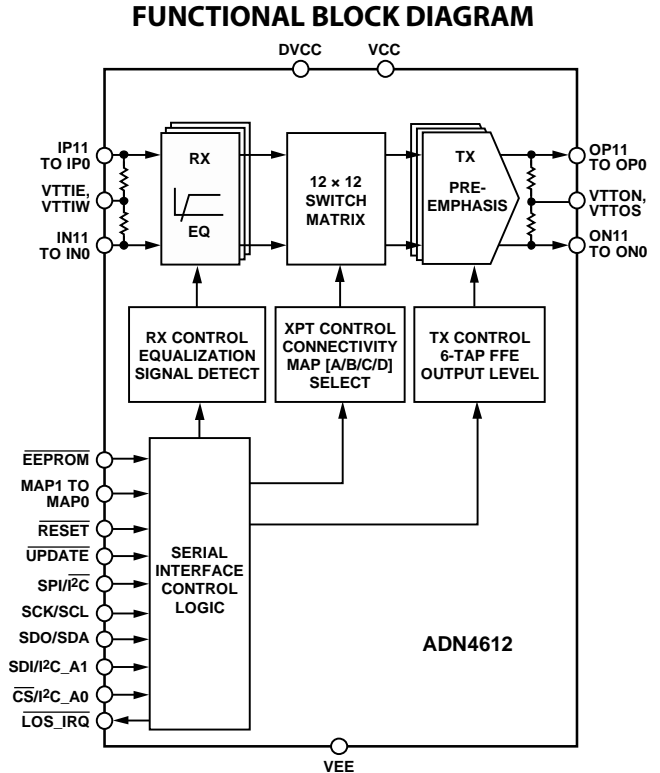 FUNCTIONAL BLOCK DIAGRAM
DVCC
VCC
IP11
TO IP0
VTTIE,
VTTIW
IN11
TO IN0
RX
EQ
12 × 12
SWITCH
MATRIX
TX
PRE-
EMPHASIS
OP11
TO OP0
VTTON,
VTTOS
ON11
TO ON0
RX CONTROL
EQUALIZATION
SIGNAL DETECT
XPT CONTROL
CONNECTIVITY
MAP [A/B/C/D]
SELECT
TX CONTROL
6-TAP FFE
OUTPUT LEVEL
EEPROM
MAP1 TO
MAP0
RESET
UPDATE
SPI/I²C
SCK/SCL
SDO/SDA
SDI/I²C_A1
CS/I²C_A0
LOS_IRQ
SERIAL
INTERFACE
CONTROL
LOGIC
ADN4612
VEE